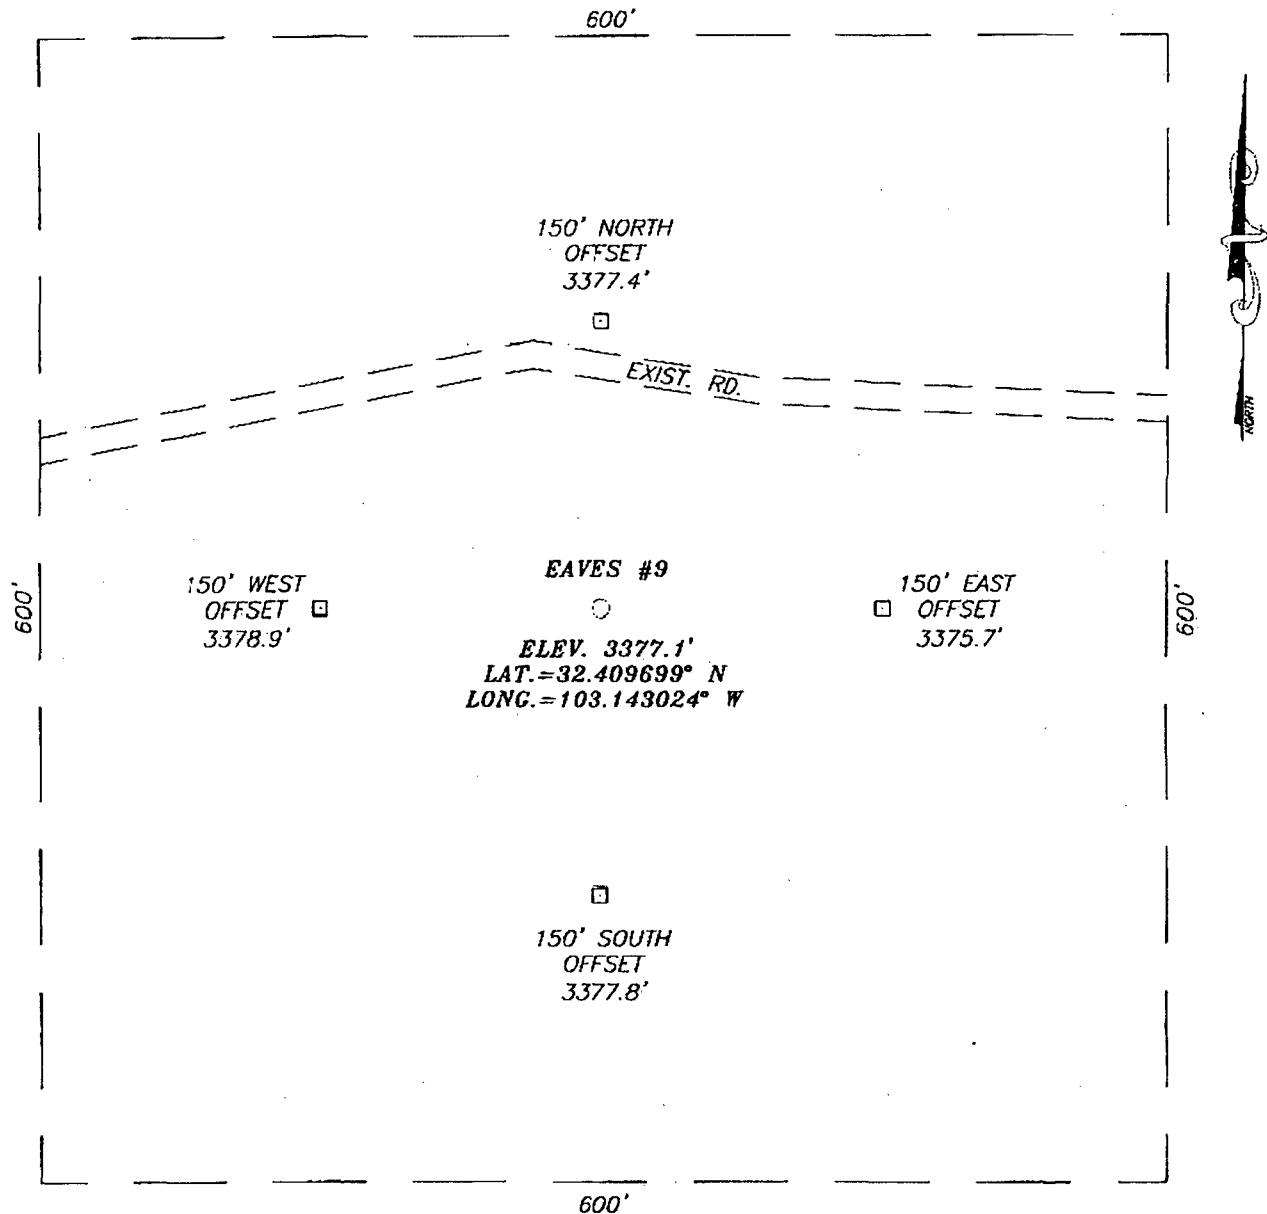 600'
150' NORTH
OFFSET
3377.4'
EXIST. RD.
NORTH
600'
150' WEST
OFFSET
3378.9'
EAVES #9
ELEV. 3377.1'
LAT.=32.409699° N
LONG.=103.143024° W
150' EAST
OFFSET
3375.7'
600'
150' SOUTH
OFFSET
3377.8'
600'